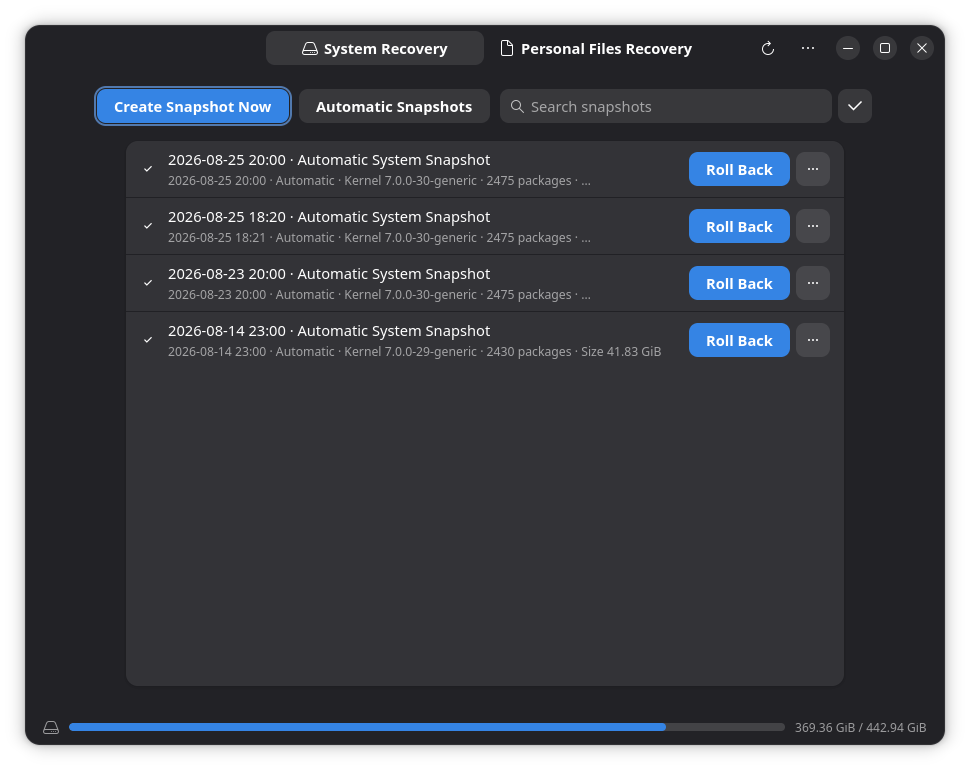 System Recovery
Personal Files Recovery
Create Snapshot Now
Automatic Snapshots
Search snapshots
2026-08-25 20:00 · Automatic System Snapshot
2026-08-25 20:00 · Automatic · Kernel 7.0.0-30-generic · 2475 packages · …
Roll Back
2026-08-25 18:20 · Automatic System Snapshot
2026-08-25 18:21 · Automatic · Kernel 7.0.0-30-generic · 2475 packages · …
Roll Back
2026-08-23 20:00 · Automatic System Snapshot
2026-08-23 20:00 · Automatic · Kernel 7.0.0-30-generic · 2475 packages · …
Roll Back
2026-08-14 23:00 · Automatic System Snapshot
2026-08-14 23:00 · Automatic · Kernel 7.0.0-29-generic · 2430 packages · Size 41.83 GiB
Roll Back
369.36 GiB / 442.94 GiB